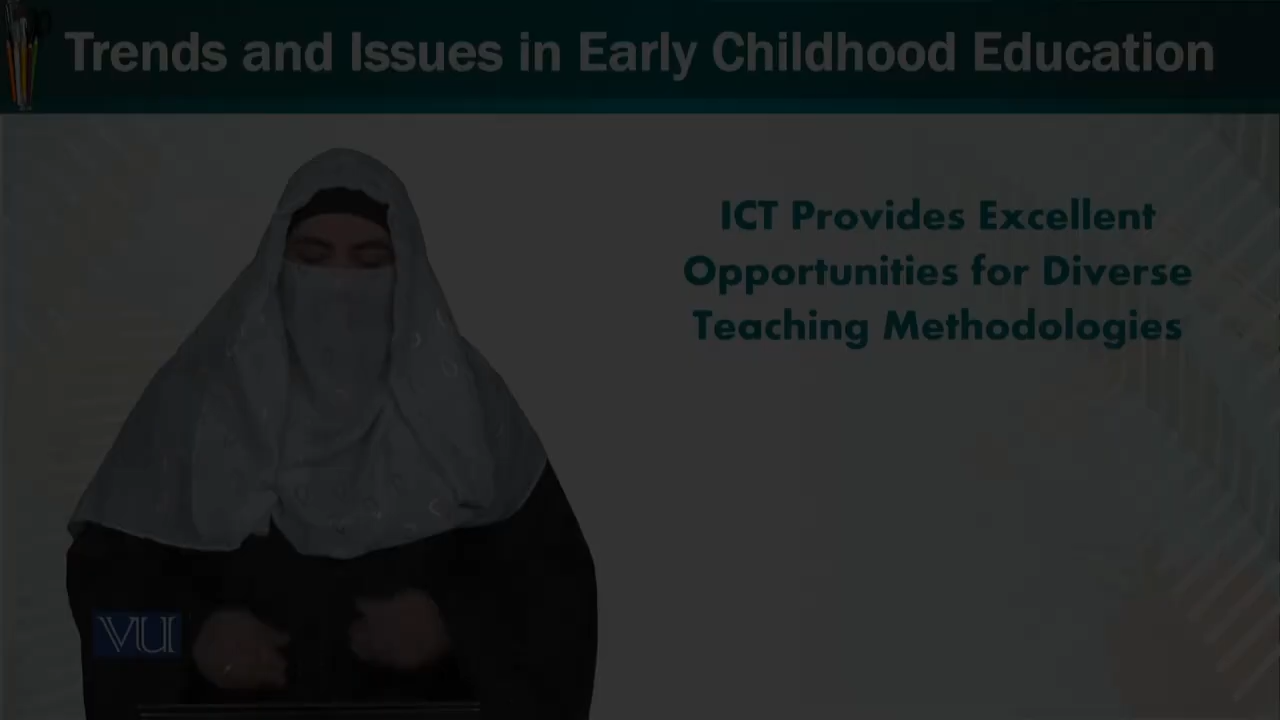 Trends and Issues in Early Childhood Education
ICT Provides Excellent
Opportunities for Diverse
Teaching Methodologies
VU